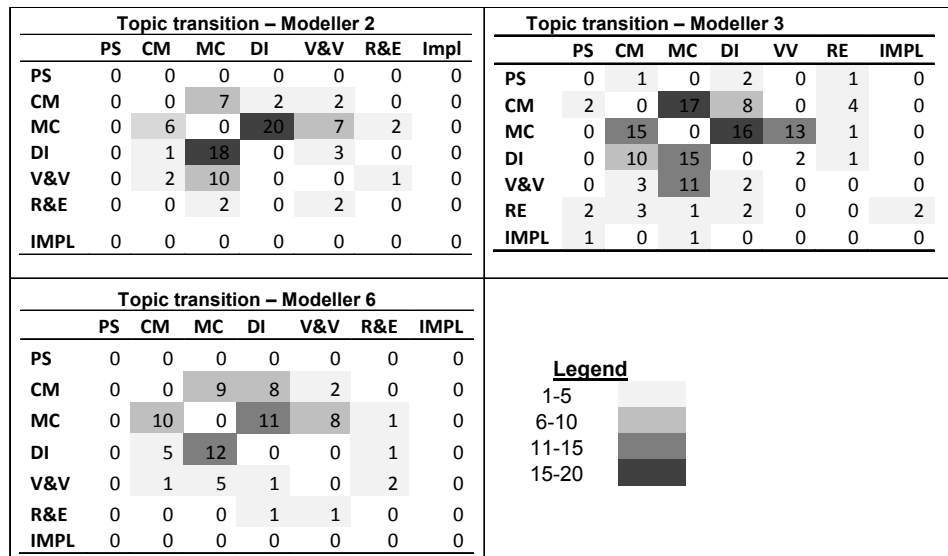 Topic transition – Modeller 2
PS CM MC DI V&V R&E Impl
PS 0 0 0 0 0 0 0
CM 0 0 7 2 2 0 0
MC 0 6 0 20 7 2 0
DI 0 1 18 0 3 0 0
V&V 0 2 10 0 0 1 0
R&E 0 0 2 0 2 0 0
IMPL 0 0 0 0 0 0 0
Topic transition – Modeller 3
PS CM MC DI VV RE IMPL
PS 0 1 0 2 0 1 0
CM 2 0 17 8 0 4 0
MC 0 15 0 16 13 1 0
DI 0 10 15 0 2 1 0
V&V 0 3 11 2 0 0 0
RE 2 3 1 2 0 0 2
IMPL 1 0 1 0 0 0 0
Topic transition – Modeller 6
PS CM MC DI V&V R&E IMPL
PS 0 0 0 0 0 0 0
CM 0 0 9 8 2 0 0
MC 0 10 0 11 8 1 0
DI 0 5 12 0 0 1 0
V&V 0 1 5 1 0 2 0
R&E 0 0 0 1 1 0 0
IMPL 0 0 0 0 0 0 0
Legend
1-5
6-10
11-15
15-20